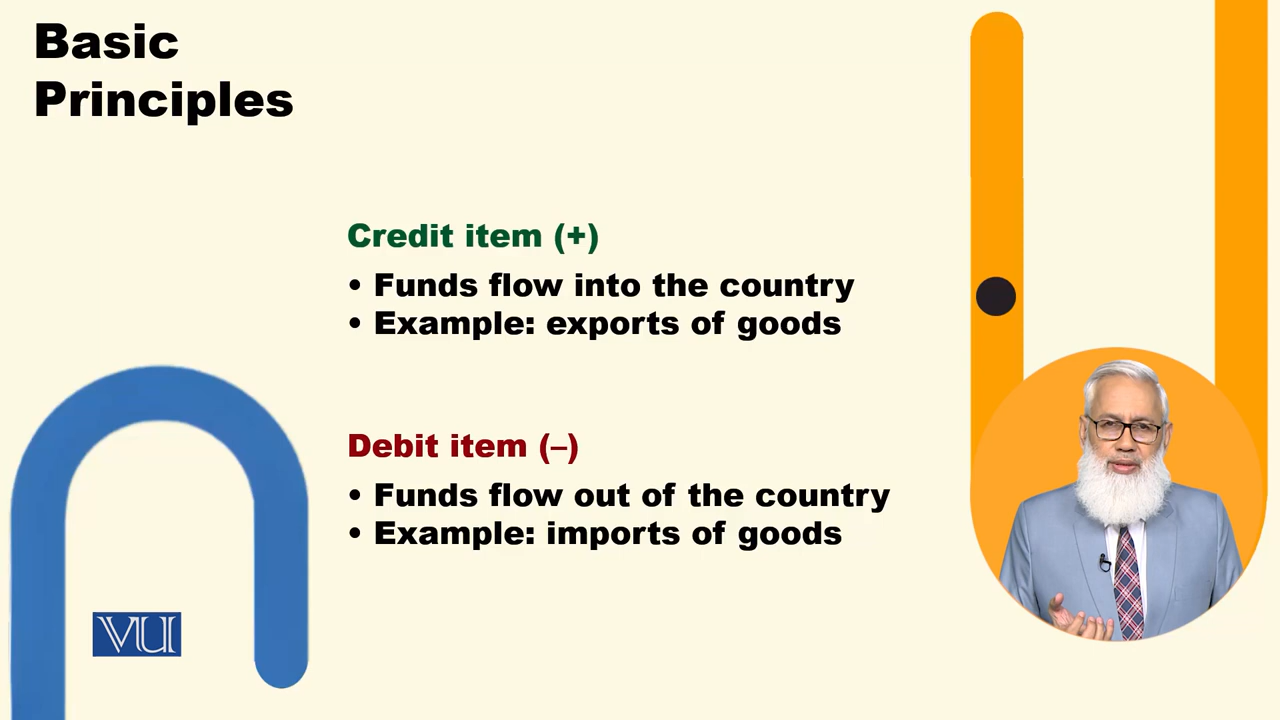 Basic
Principles
Credit item (+)
• Funds flow into the country
• Example: exports of goods
Debit item (–)
• Funds flow out of the country
• Example: imports of goods
VU